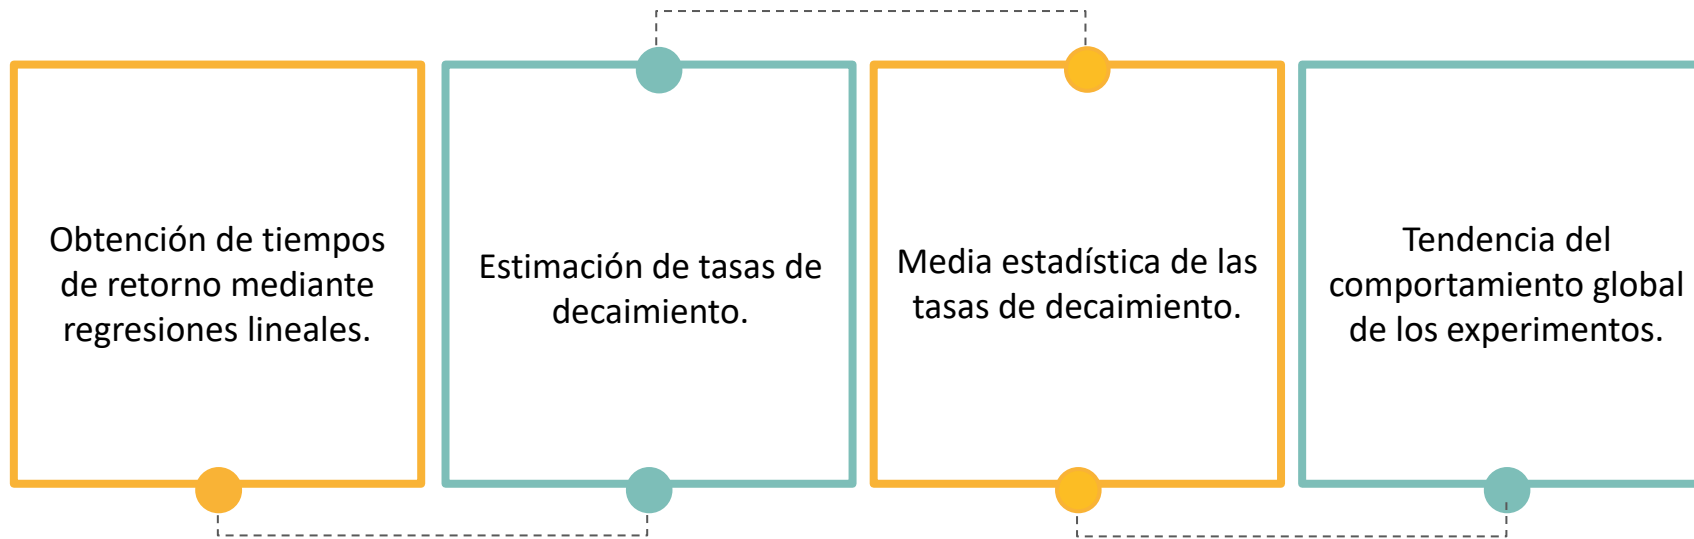 Obtención de tiempos
de retorno mediante
regresiones lineales.
Estimación de tasas de
decaimiento.
Media estadística de las
tasas de decaimiento.
Tendencia del
comportamiento global
de los experimentos.